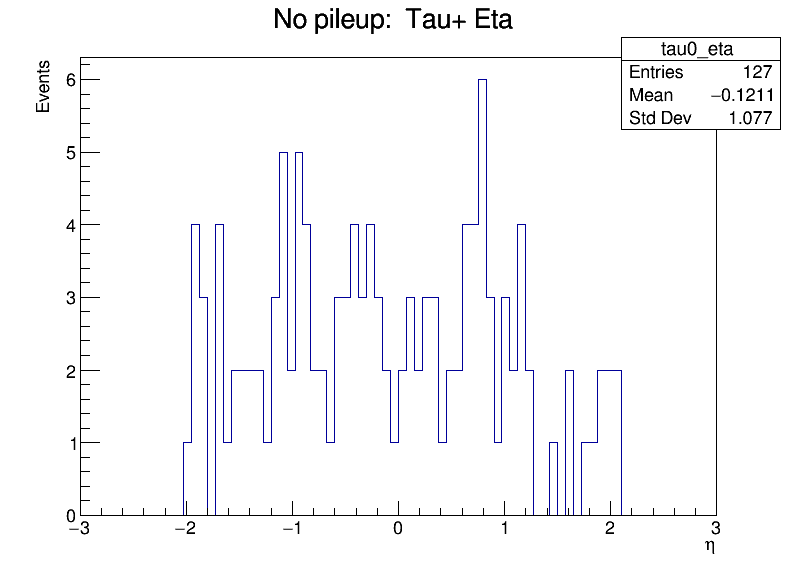 No pileup: Tau+ Eta
tau0_eta
Entries 127
Mean −0.1211
Std Dev 1.077
Events
6
5
4
3
2
1
0
−3 −2 −1 0 1 2 3
η